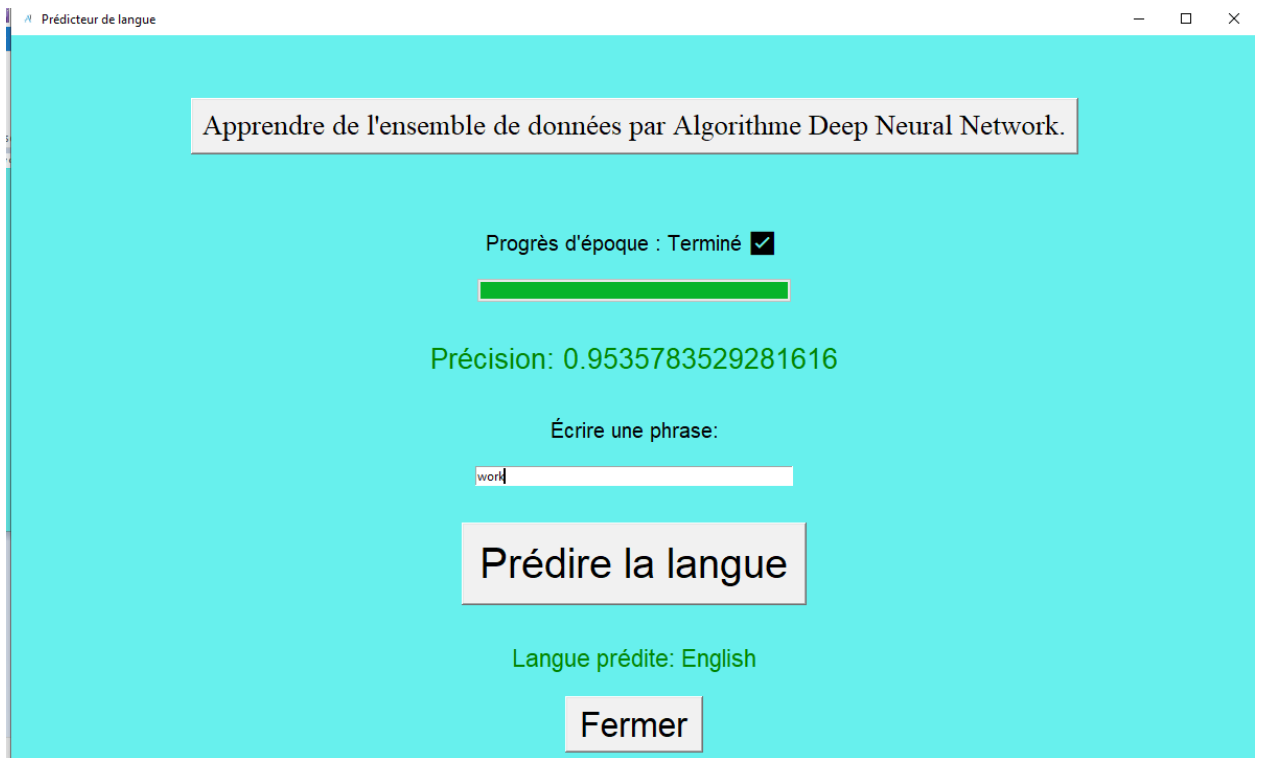 Prédicteur de langue
Apprendre de l'ensemble de données par Algorithme Deep Neural Network.
Progrès d'époque : Terminé ✓
Précision: 0.9535783529281616
Écrire une phrase:
work
Prédire la langue
Langue prédite: English
Fermer